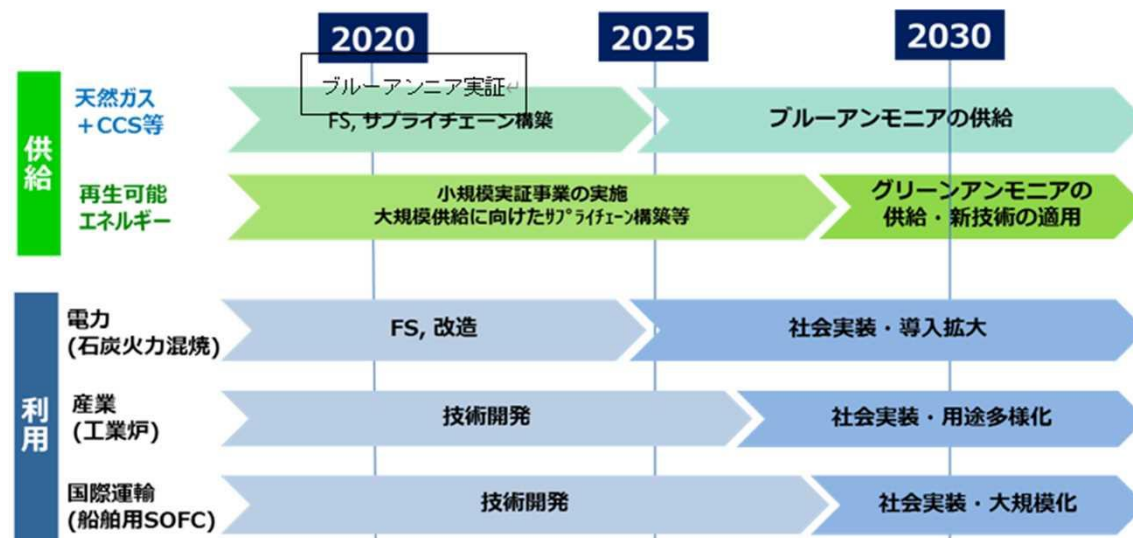 2020
2025
2030
供給
天然ガス
+CCS等
ブルーアンニア実証↵
FS, サプライチェーン構築
ブルーアンモニアの供給
再生可能
エネルギー
小規模実証事業の実施
大規模供給に向けたｻﾌﾟﾗｲﾁｪｰﾝ構築等
グリーンアンモニアの
供給・新技術の適用
利用
電力
(石炭火力混焼)
FS, 改造
社会実装・導入拡大
産業
(工業炉)
技術開発
社会実装・用途多様化
国際運輸
(船舶用SOFC)
技術開発
社会実装・大規模化